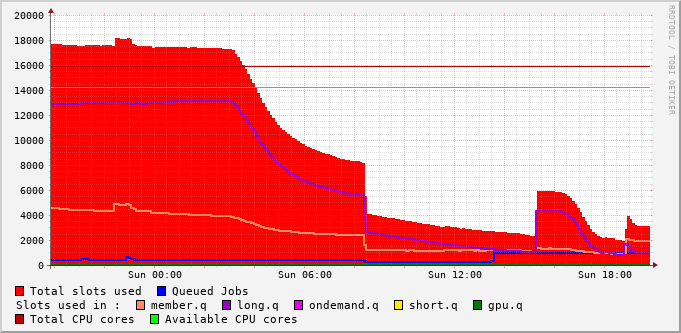 20000
18000
16000
14000
12000
10000
8000
6000
4000
2000
0
Sun 00:00 Sun 06:00 Sun 12:00 Sun 18:00
Total slots used Queued Jobs
Slots used in : member.q long.q ondemand.q short.q gpu.q
Total CPU cores Available CPU cores
RRDTOOL / TOBI OETIKER